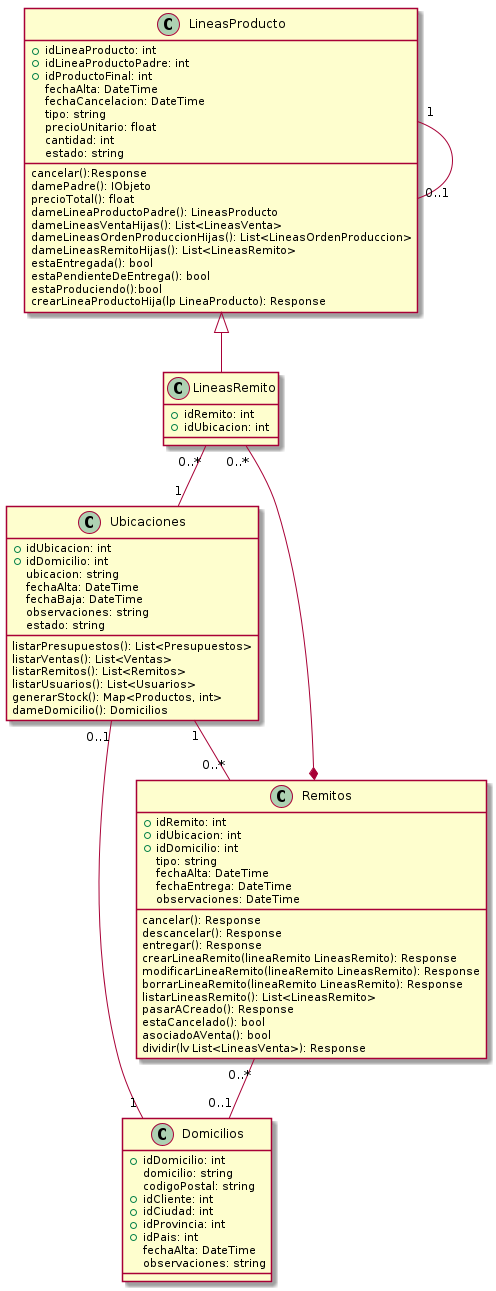 C LineasProducto
idLineaProducto: int
idLineaProductoPadre: int
idProductoFinal: int
fechaAlta: DateTime
fechaCancelacion: DateTime
tipo: string
precioUnitario: float
cantidad: int
estado: string
cancelar():Response
damePadre(): IObjeto
precioTotal(): float
dameLineaProductoPadre(): LineasProducto
dameLineasVentaHijas(): List<LineasVenta>
dameLineasOrdenProduccionHijas(): List<LineasOrdenProduccion>
dameLineasRemitoHijas(): List<LineasRemito>
estaEntregada(): bool
estaPendienteDeEntrega(): bool
estaProduciendo():bool
crearLineaProductoHija(lp LineaProducto): Response
1
0..1
C LineasRemito
idRemito: int
idUbicacion: int
0..*
0..*
1
C Ubicaciones
idUbicacion: int
idDomicilio: int
ubicacion: string
fechaAlta: DateTime
fechaBaja: DateTime
observaciones: string
estado: string
listarPresupuestos(): List<Presupuestos>
listarVentas(): List<Ventas>
listarRemitos(): List<Remitos>
listarUsuarios(): List<Usuarios>
generarStock(): Map<Productos, int>
dameDomicilio(): Domicilios
0..1
1
0..*
C Remitos
idRemito: int
idUbicacion: int
idDomicilio: int
tipo: string
fechaAlta: DateTime
fechaEntrega: DateTime
observaciones: DateTime
cancelar(): Response
descancelar(): Response
entregar(): Response
crearLineaRemito(lineaRemito LineasRemito): Response
modificarLineaRemito(lineaRemito LineasRemito): Response
borrarLineaRemito(lineaRemito LineasRemito): Response
listarLineasRemito(): List<LineasRemito>
pasarACreado(): Response
estaCancelado(): bool
asociadoAVenta(): bool
dividir(lv List<LineasVenta>): Response
0..*
1
0..1
C Domicilios
idDomicilio: int
domicilio: string
codigoPostal: string
idCliente: int
idCiudad: int
idProvincia: int
idPais: int
fechaAlta: DateTime
observaciones: string